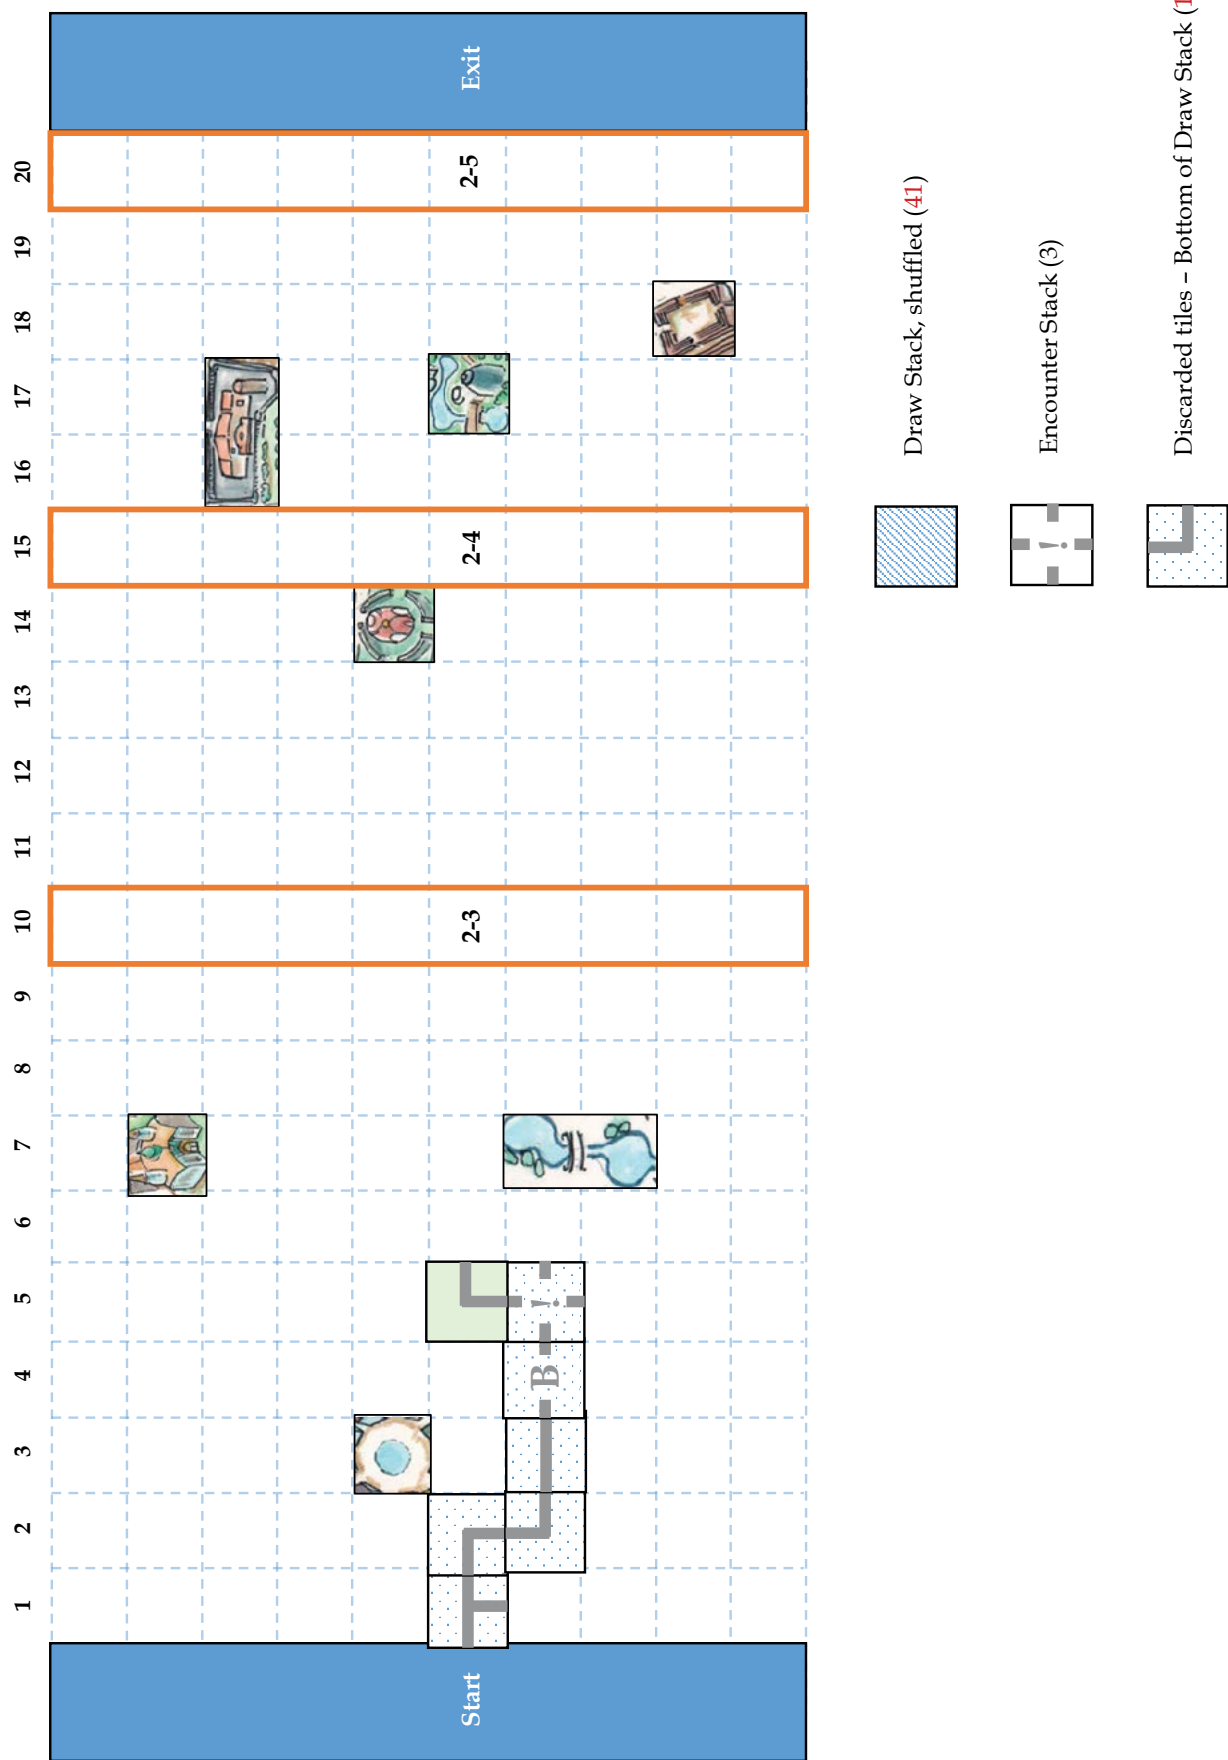 Start
1 2 3 4 5 6 7 8 9 10 11 12 13 14 15 16 17 18 19 20
Exit
B
!
2-3
2-4
2-5
Draw Stack, shuffled (41)
!
Encounter Stack (3)
Discarded tiles – Bottom of Draw Stack (1